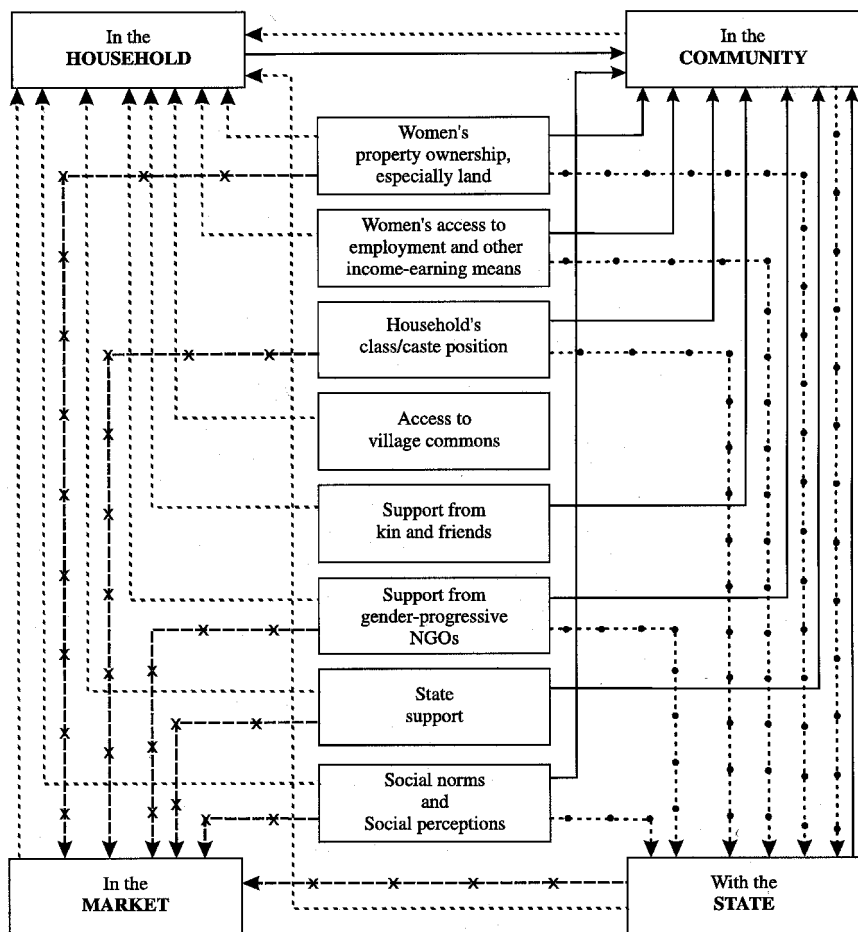 In the
HOUSEHOLD
In the
COMMUNITY
Women's
property ownership,
especially land
Women's access to
employment and other
income-earning means
Household's
class/caste position
Access to
village commons
Support from
kin and friends
Support from
gender-progressive
NGOs
State
support
Social norms
and
Social perceptions
In the
MARKET
With the
STATE